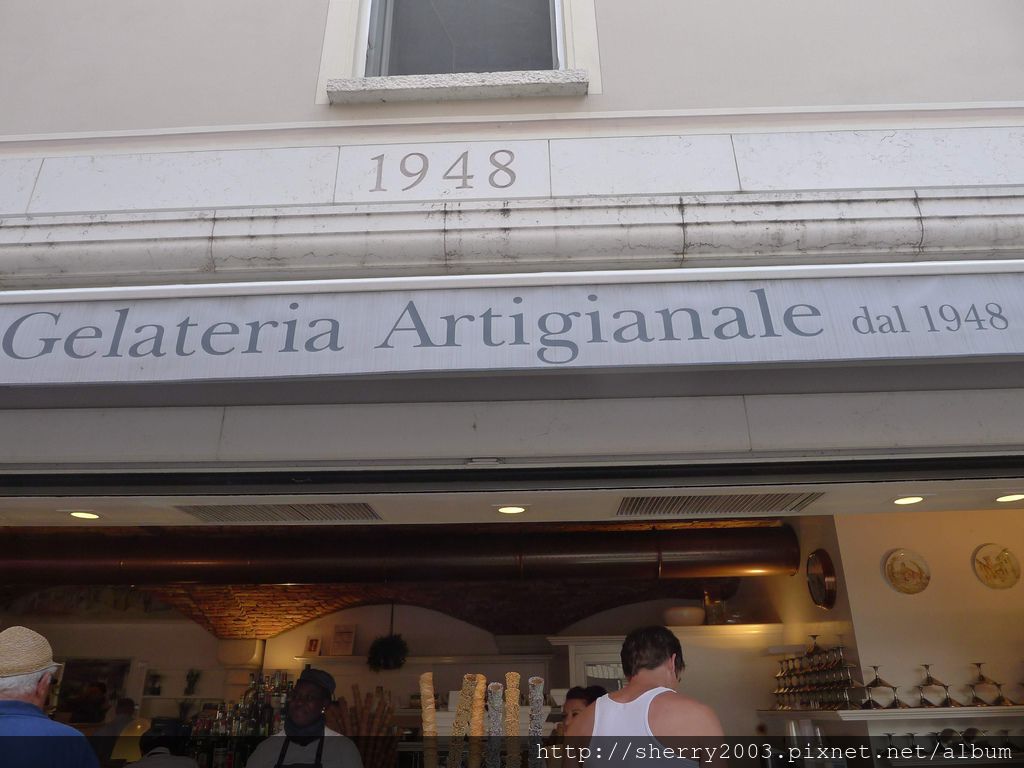 1948
Gelateria Artigianale dal 1948
http://sherry2003.pixnet.net/album